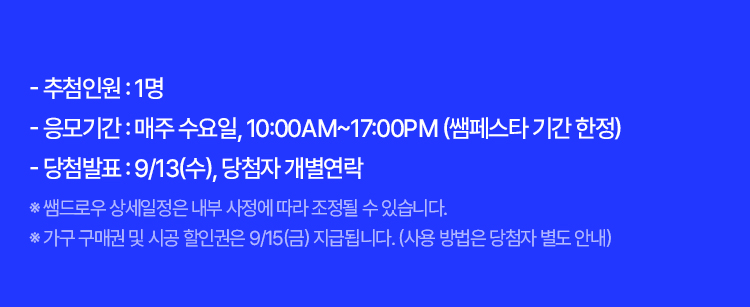 - 추첨인원 : 1명
- 응모기간 : 매주 수요일, 10:00AM~17:00PM (쌤페스타 기간 한정)
- 당첨발표 : 9/13(수), 당첨자 개별연락
※ 쌤드로우 상세일정은 내부 사정에 따라 조정될 수 있습니다.
※ 가구 구매권 및 시공 할인권은 9/15(금) 지급됩니다. (사용 방법은 당첨자 별도 안내)